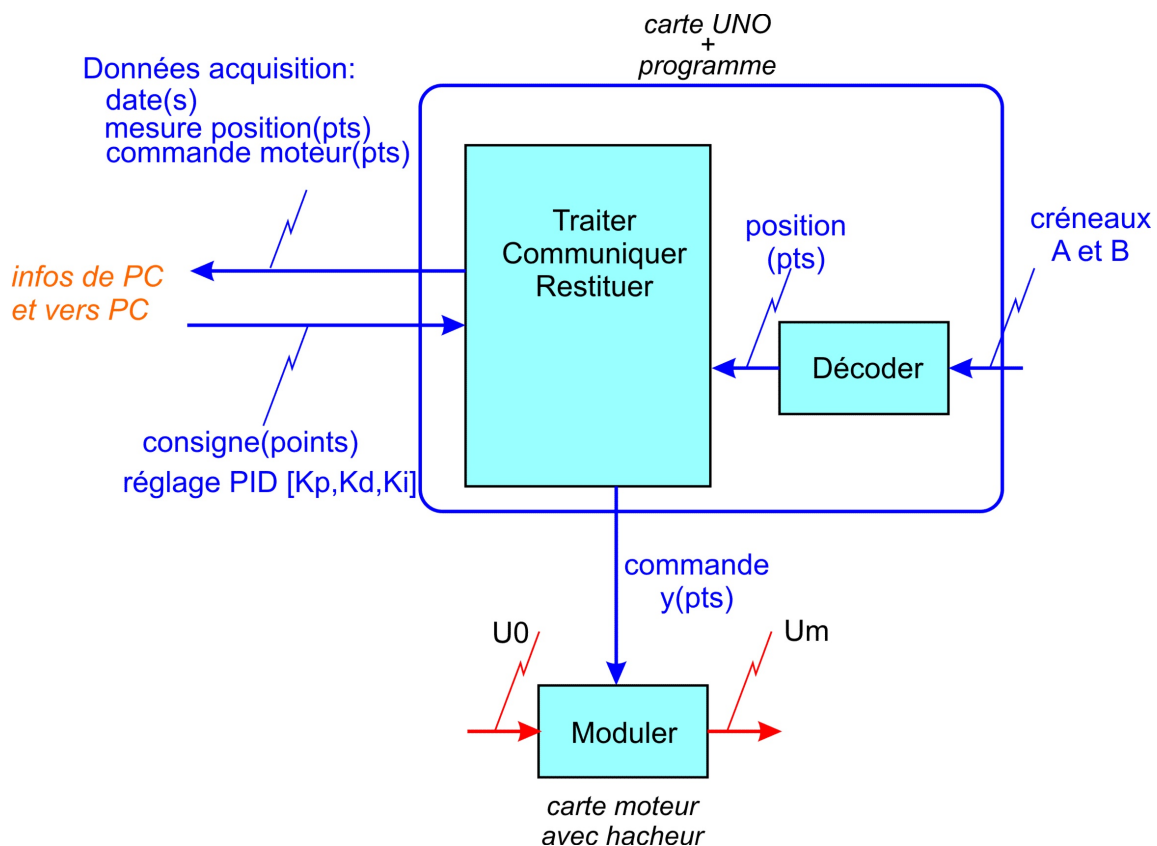 carte UNO
+
programme
Données acquisition:
date(s)
mesure position(pts)
commande moteur(pts)
Traiter
Communiquer
Restituer
position
(pts)
créneaux
A et B
infos de PC
et vers PC
Décoder
consigne(points)
réglage PID [Kp,Kd,Ki]
commande
y(pts)
U0
Um
Moduler
carte moteur
avec hacheur